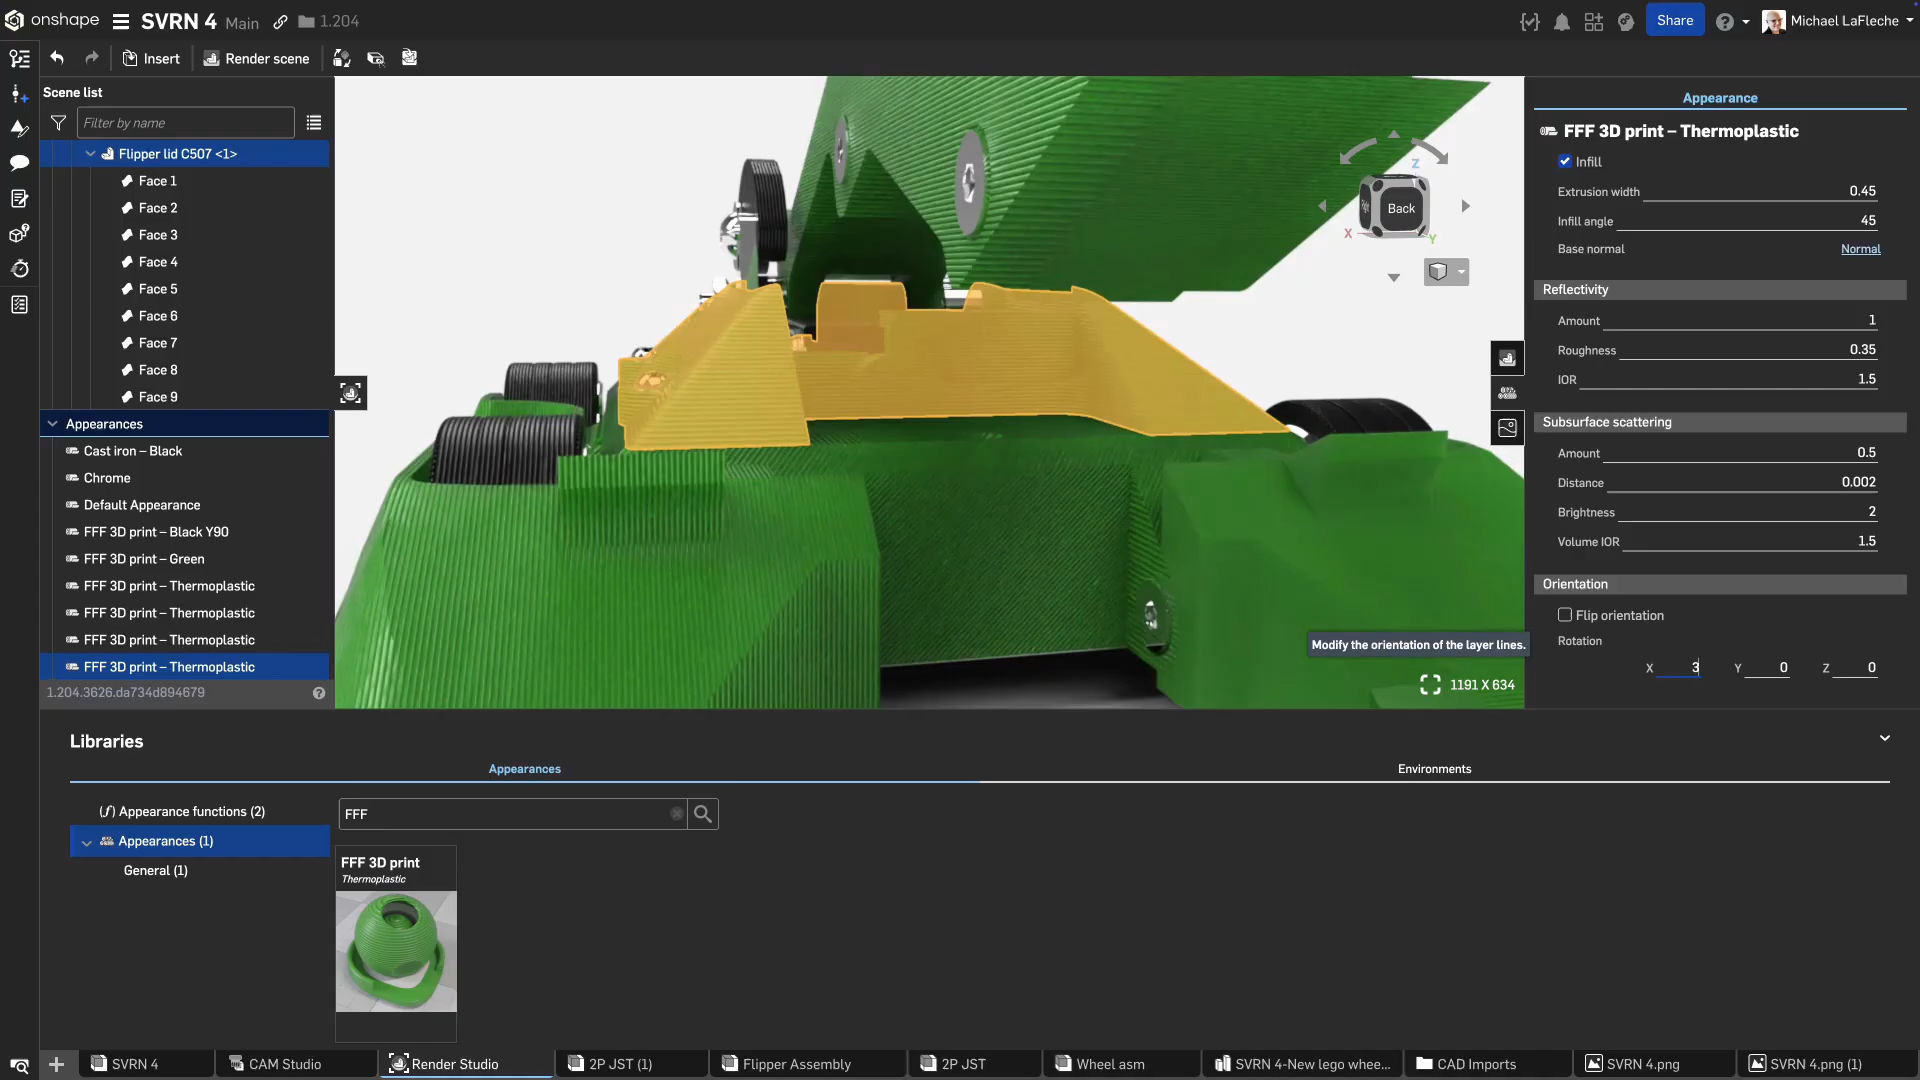 onshape
SVRN 4
Main
1.204
Share
Michael LaFleche
Insert
Render scene
Scene list
Filter by name
Flipper lid C507 <1>
Face 1
Face 2
Face 3
Face 4
Face 5
Face 6
Face 7
Face 8
Face 9
Appearances
Cast iron – Black
Chrome
Default Appearance
FFF 3D print – Black Y90
FFF 3D print – Green
FFF 3D print – Thermoplastic
FFF 3D print – Thermoplastic
FFF 3D print – Thermoplastic
FFF 3D print – Thermoplastic
1.204.3626.da734d894679
Z
Back
X
Y
Modify the orientation of the layer lines.
1191 X 634
Appearance
FFF 3D print – Thermoplastic
Infill
Extrusion width 0.45
Infill angle 45
Base normal Normal
Reflectivity
Amount 1
Roughness 0.35
IOR 1.5
Subsurface scattering
Amount 0.5
Distance 0.002
Brightness 2
Volume IOR 1.5
Orientation
Flip orientation
Rotation
X 3 Y 0 Z 0
Libraries
Appearances
Environments
Appearance functions (2)
Appearances (1)
General (1)
FFF
FFF 3D print
Thermoplastic
SVRN 4
CAM Studio
Render Studio
2P JST (1)
Flipper Assembly
2P JST
Wheel asm
SVRN 4-New lego whee...
CAD Imports
SVRN 4.png
SVRN 4.png (1)